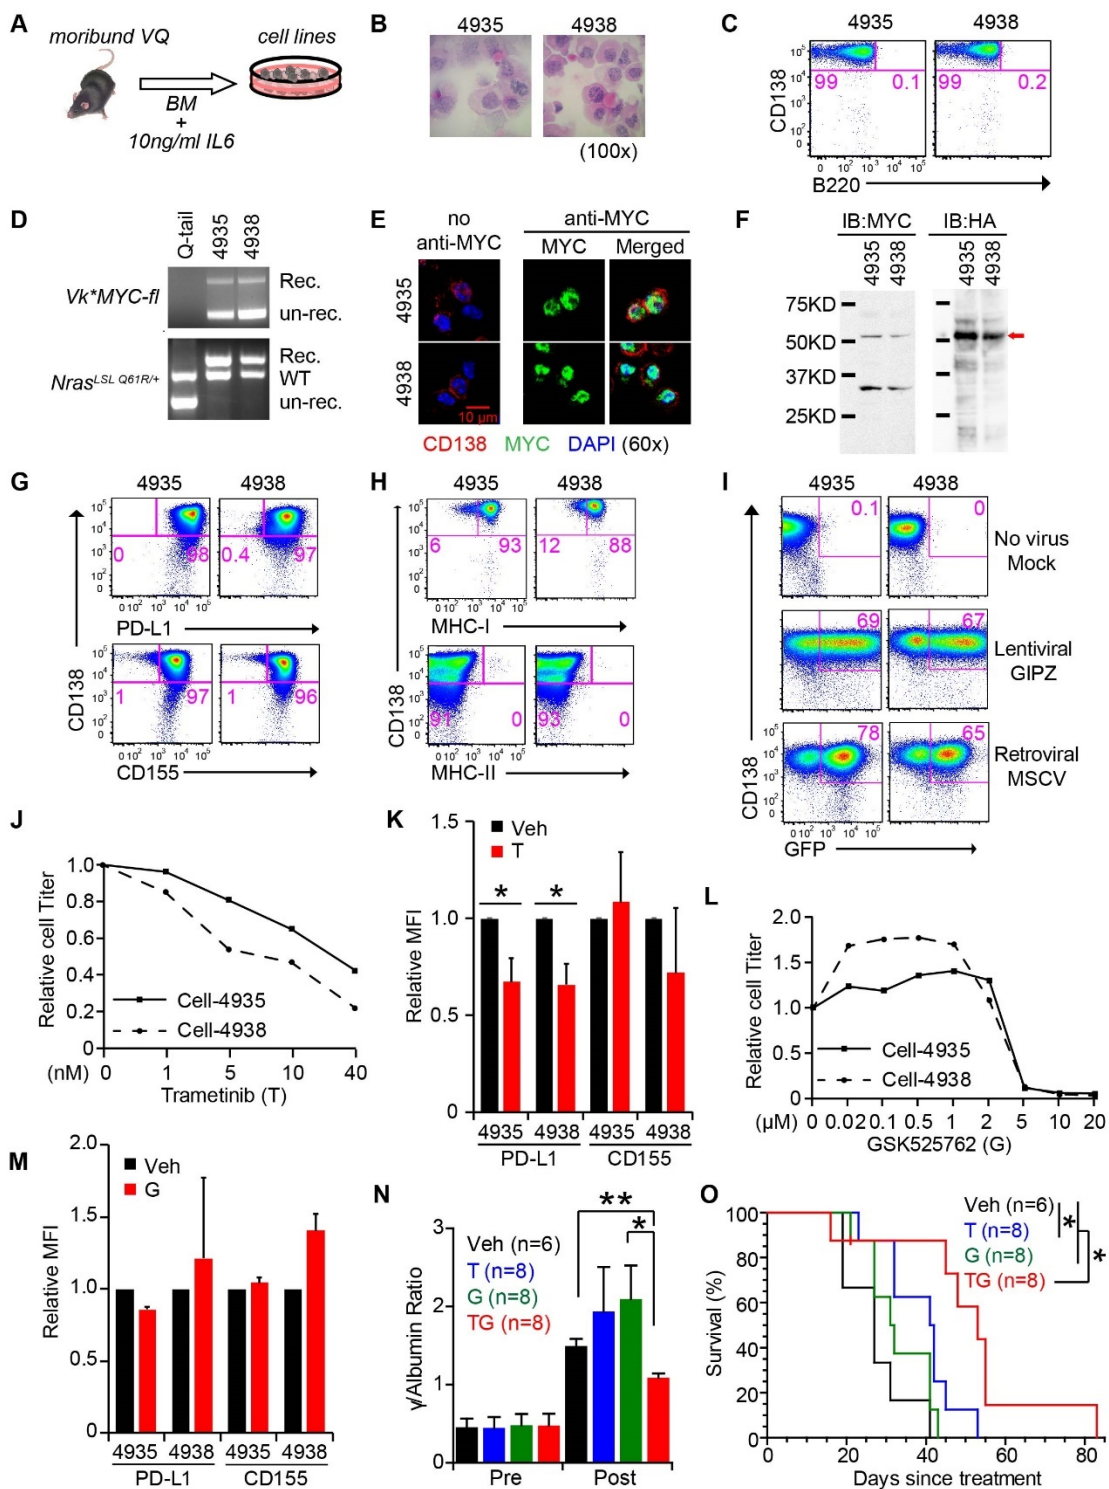 A
moribund VQ
cell lines
BM
+
10ng/ml IL6
B
4935 4938
(100x)
C
4935 4938
CD138
10⁵
10⁴
10³
10²
0
99 0.1
99 0.2
0 10² 10³ 10⁴ 10⁵
B220
D
Q-tail
4935
4938
Vk*MYC-fl
Rec.
un-rec.
Nras^LSL Q61R/+
Rec.
WT
un-rec.
E
no anti-MYC
anti-MYC
MYC Merged
4935
4938
10 µm
CD138 MYC DAPI (60x)
F
IB:MYC IB:HA
4935
4938
4935
4938
75KD
50KD
37KD
25KD
G
4935 4938
0 98
0.4 97
PD-L1
1 97
1 96
CD138
CD155
H
4935 4938
6 93
12 88
MHC-I
91 0
93 0
CD138
MHC-II
I
4935 4938
0.1 0
No virus
Mock
69 67
Lentiviral
GIPZ
78 65
Retroviral
MSCV
CD138
GFP
J
Relative cell Titer
1.0
0.8
0.6
0.4
0.2
0
Cell-4935
Cell-4938
(nM) 0 1 5 10 40
Trametinib (T)
K
Relative MFI
1.5
1.0
0.5
0
Veh
T
* *
4935 4938 4935 4938
PD-L1 CD155
L
Relative cell Titer
2.0
1.5
1.0
0.5
0
Cell-4935
Cell-4938
(µM) 0 0.02 0.1 0.5 1 2 5 10 20
GSK525762 (G)
M
Relative MFI
2.0
1.5
1.0
0.5
0
Veh
G
4935 4938 4935 4938
PD-L1 CD155
N
γ/Albumin Ratio
3
2
1
0
Veh (n=6)
T (n=8)
G (n=8)
TG (n=8)
**
*
Pre Post
O
Survival (%)
100
80
60
40
20
0
Veh (n=6)
T (n=8)
G (n=8)
TG (n=8)
*
*
0 20 40 60 80
Days since treatment